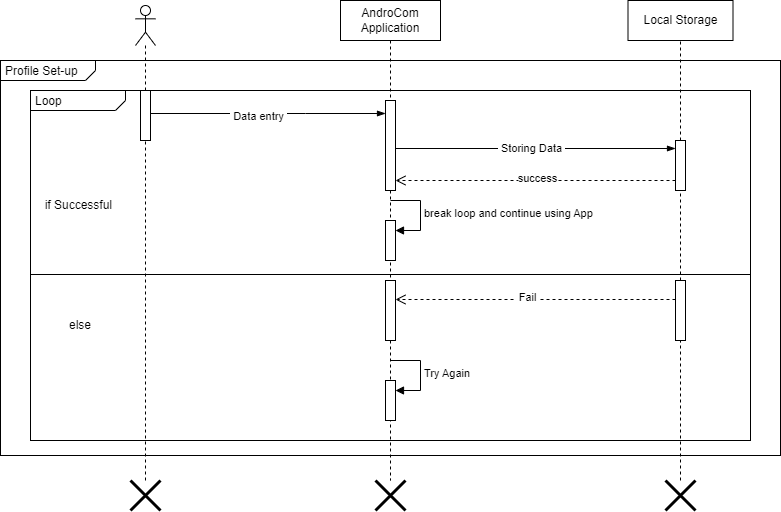 AndroCom
Application
Local Storage
Profile Set-up
Loop
Data entry
Storing Data
success
if Successful
break loop and continue using App
Fail
else
Try Again